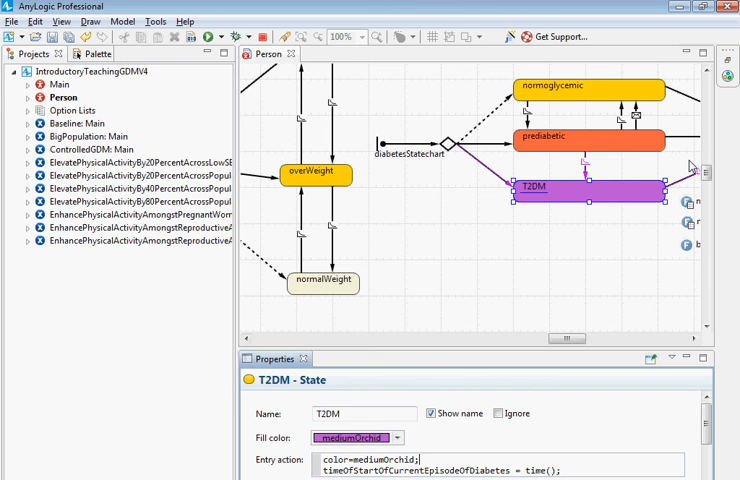 AnyLogic Professional
File Edit View Draw Model Tools Help
100% Get Support...
Projects Palette
Person
IntroductoryTeachingGDMV4
Main
Person
Option Lists
Baseline: Main
BigPopulation: Main
ControlledGDM: Main
ElevatePhysicalActivityBy20PercentAcrossLowSE
ElevatePhysicalActivityBy20PercentAcrossPopul
ElevatePhysicalActivityBy40PercentAcrossPopul
ElevatePhysicalActivityBy80PercentAcrossPopul
EnhancePhysicalActivityAmongstPregnantWom
EnhancePhysicalActivityAmongstReproductiveA
EnhancePhysicalActivityAmongstReproductiveA
normoglycemic
prediabetic
diabetesStatechart
overWeight
T2DM
normalWeight
Properties
T2DM - State
Name: T2DM Show name Ignore
Fill color: mediumOrchid
Entry action: color=mediumOrchid;
timeOfStartOfCurrentEpisodeOfDiabetes = time();